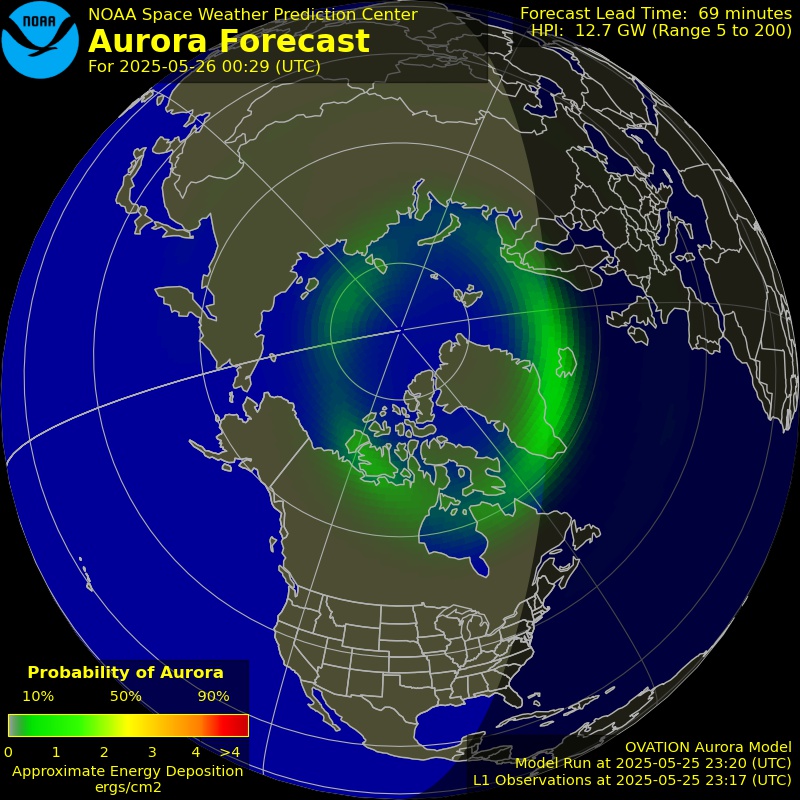 NOAA
NOAA Space Weather Prediction Center
Aurora Forecast
For 2025-05-26 00:29 (UTC)
Forecast Lead Time: 69 minutes
HPI: 12.7 GW (Range 5 to 200)
Probability of Aurora
10% 50% 90%
0 1 2 3 4 >4
Approximate Energy Deposition
ergs/cm2
OVATION Aurora Model
Model Run at 2025-05-25 23:20 (UTC)
L1 Observations at 2025-05-25 23:17 (UTC)